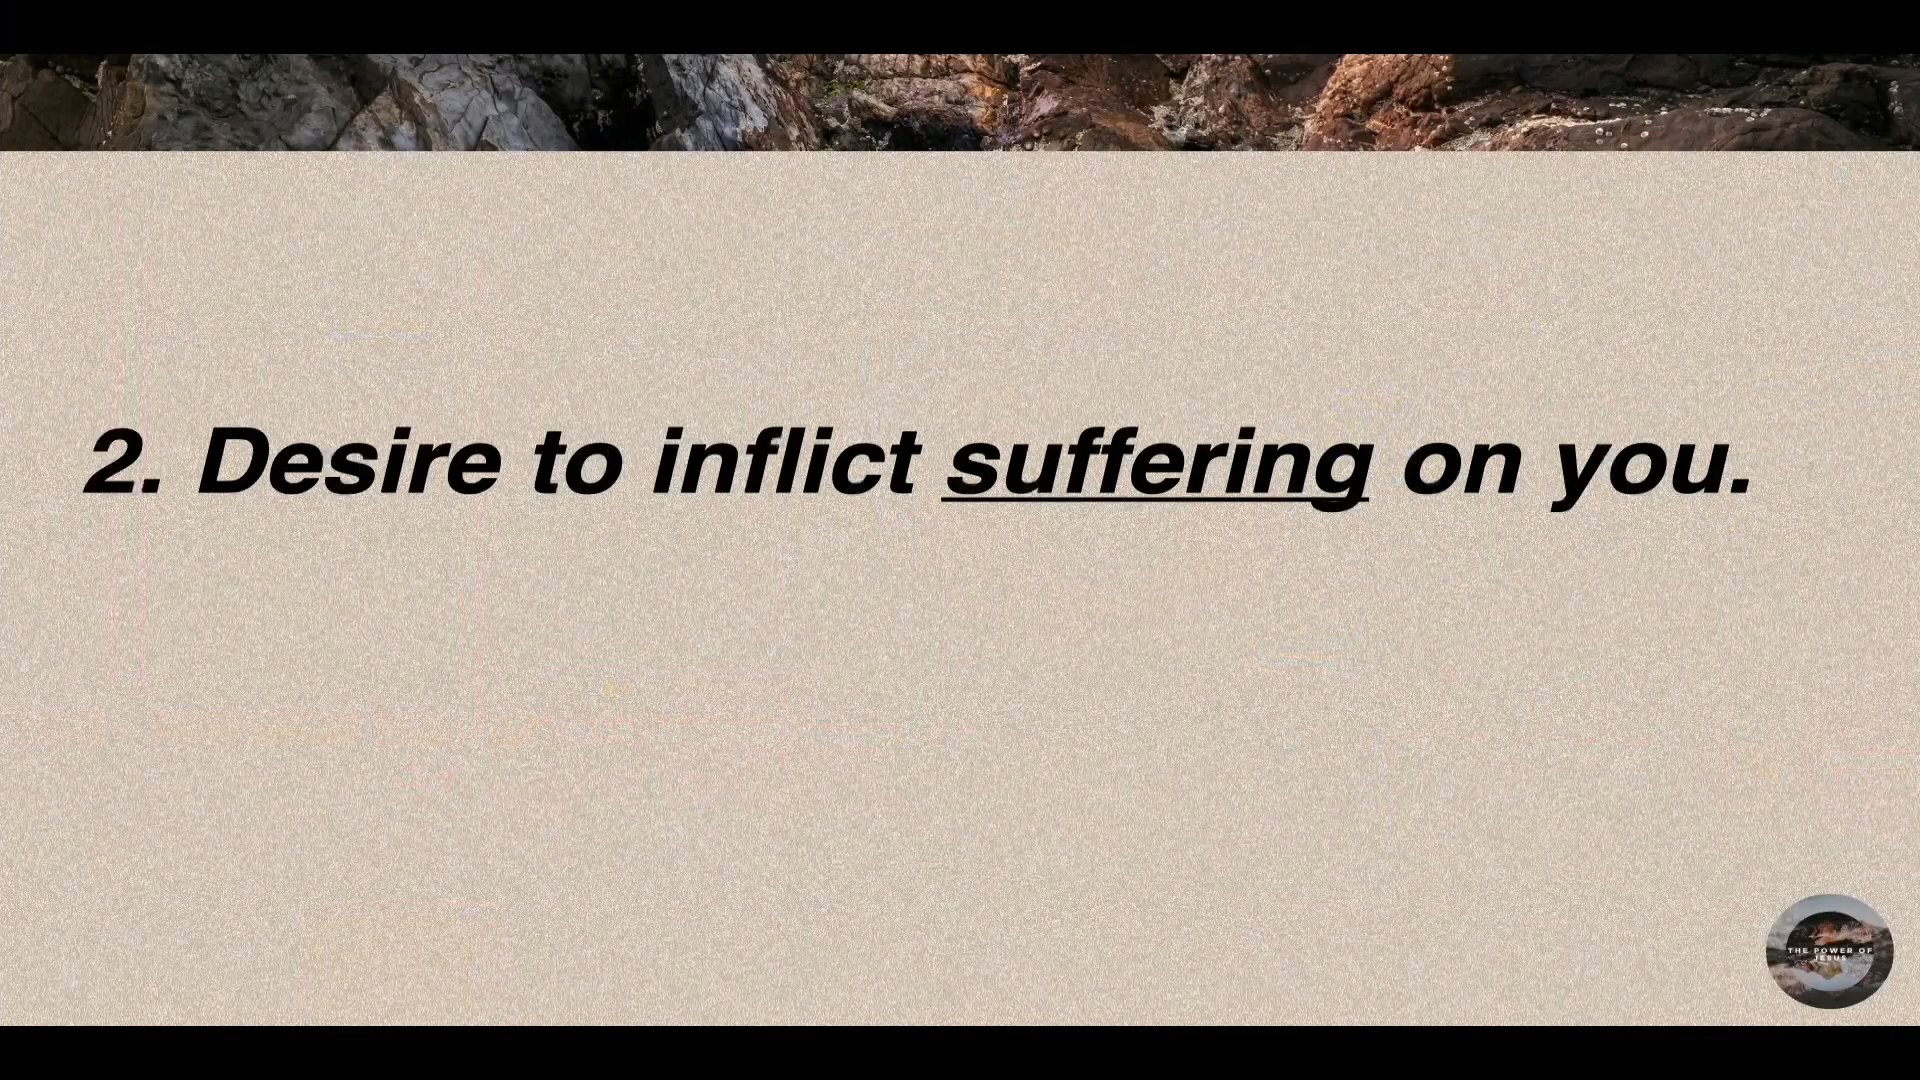 2. Desire to inflict suffering on you.
THE POWER OF
JESUS